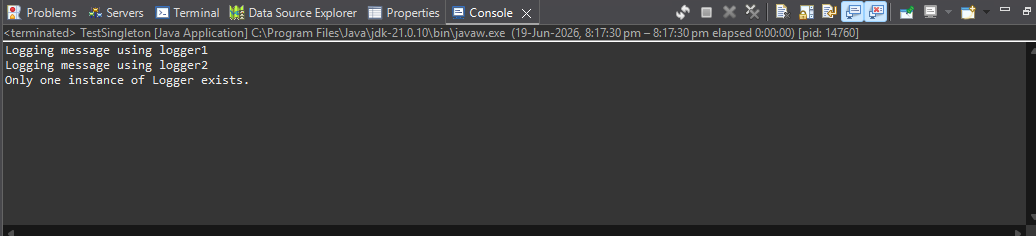 Problems Servers Terminal Data Source Explorer Properties Console
<terminated> TestSingleton [Java Application] C:\Program Files\Java\jdk-21.0.10\bin\javaw.exe (19-Jun-2026, 8:17:30 pm – 8:17:30 pm elapsed 0:00:00) [pid: 14760]
Logging message using logger1
Logging message using logger2
Only one instance of Logger exists.